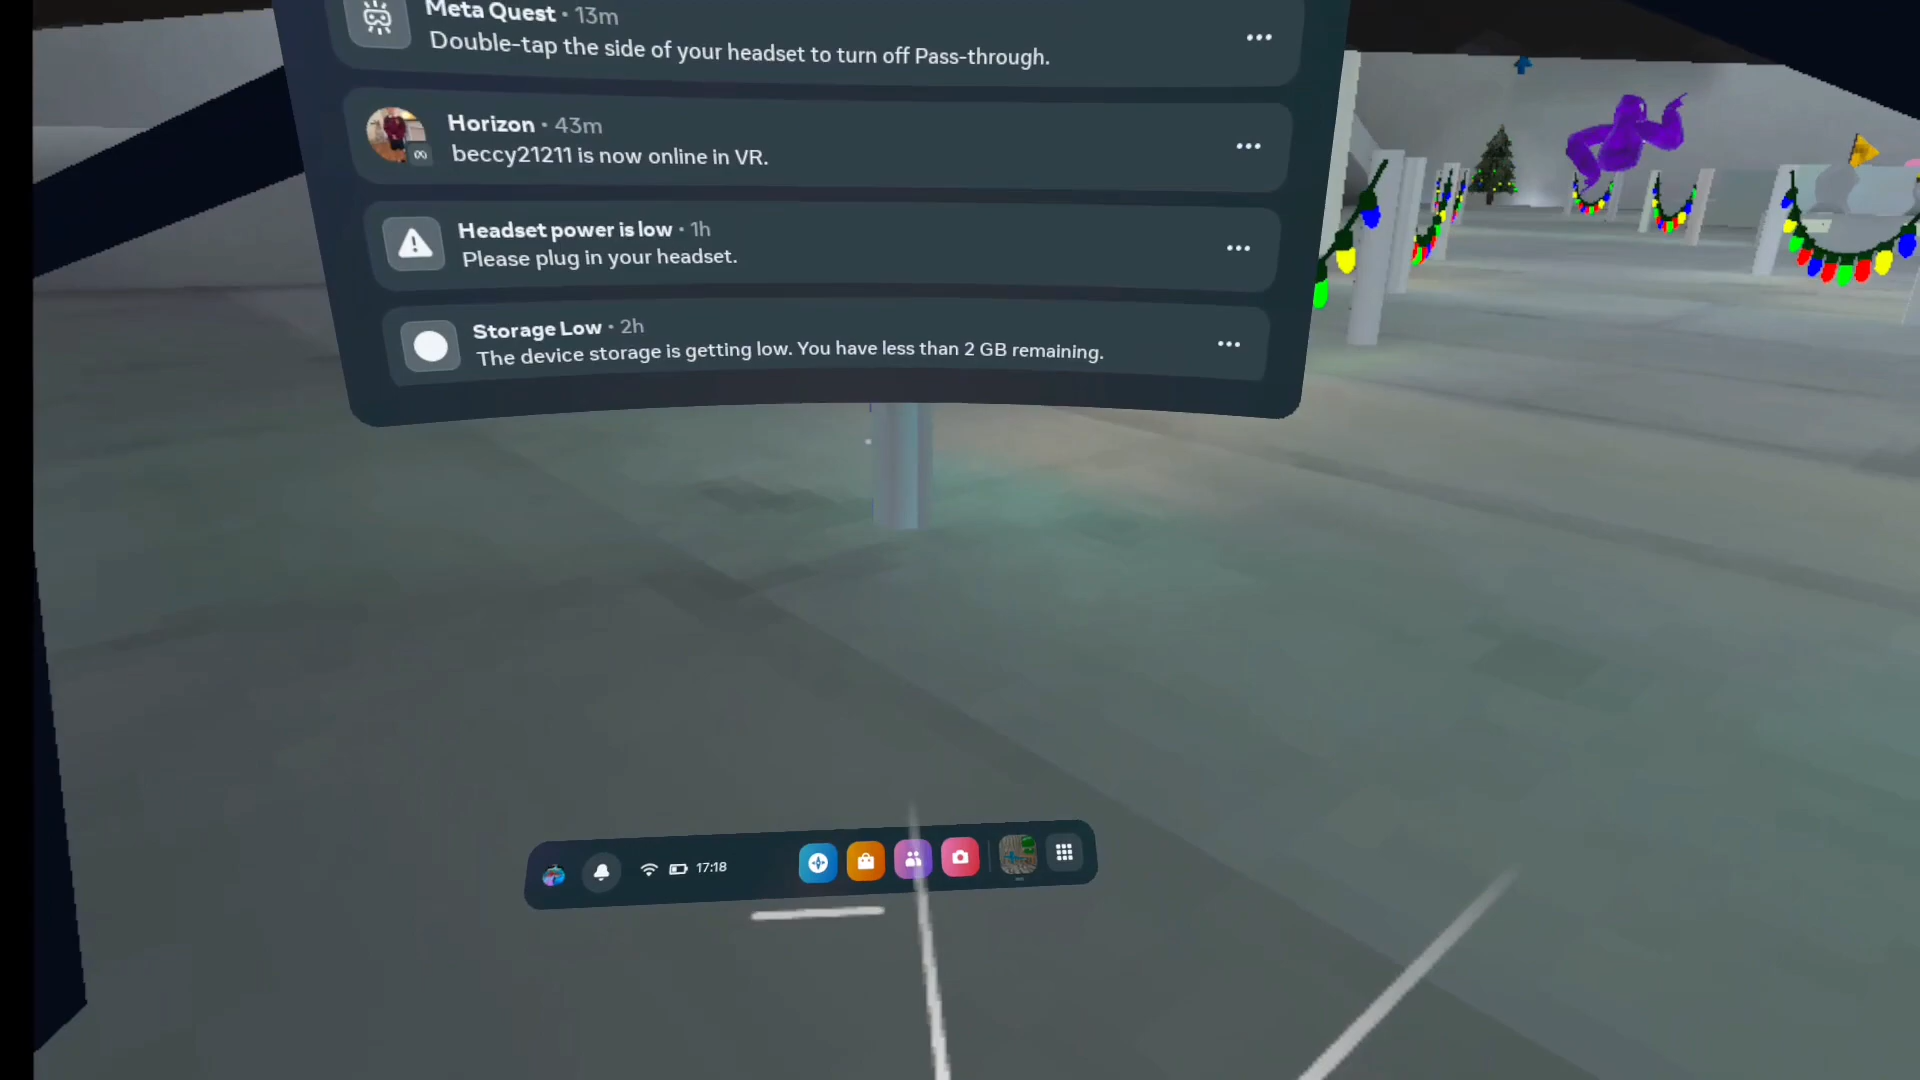 Meta Quest · 13m
Double-tap the side of your headset to turn off Pass-through.
Horizon · 43m
beccy21211 is now online in VR.
Headset power is low · 1h
Please plug in your headset.
Storage Low · 2h
The device storage is getting low. You have less than 2 GB remaining.
17:18